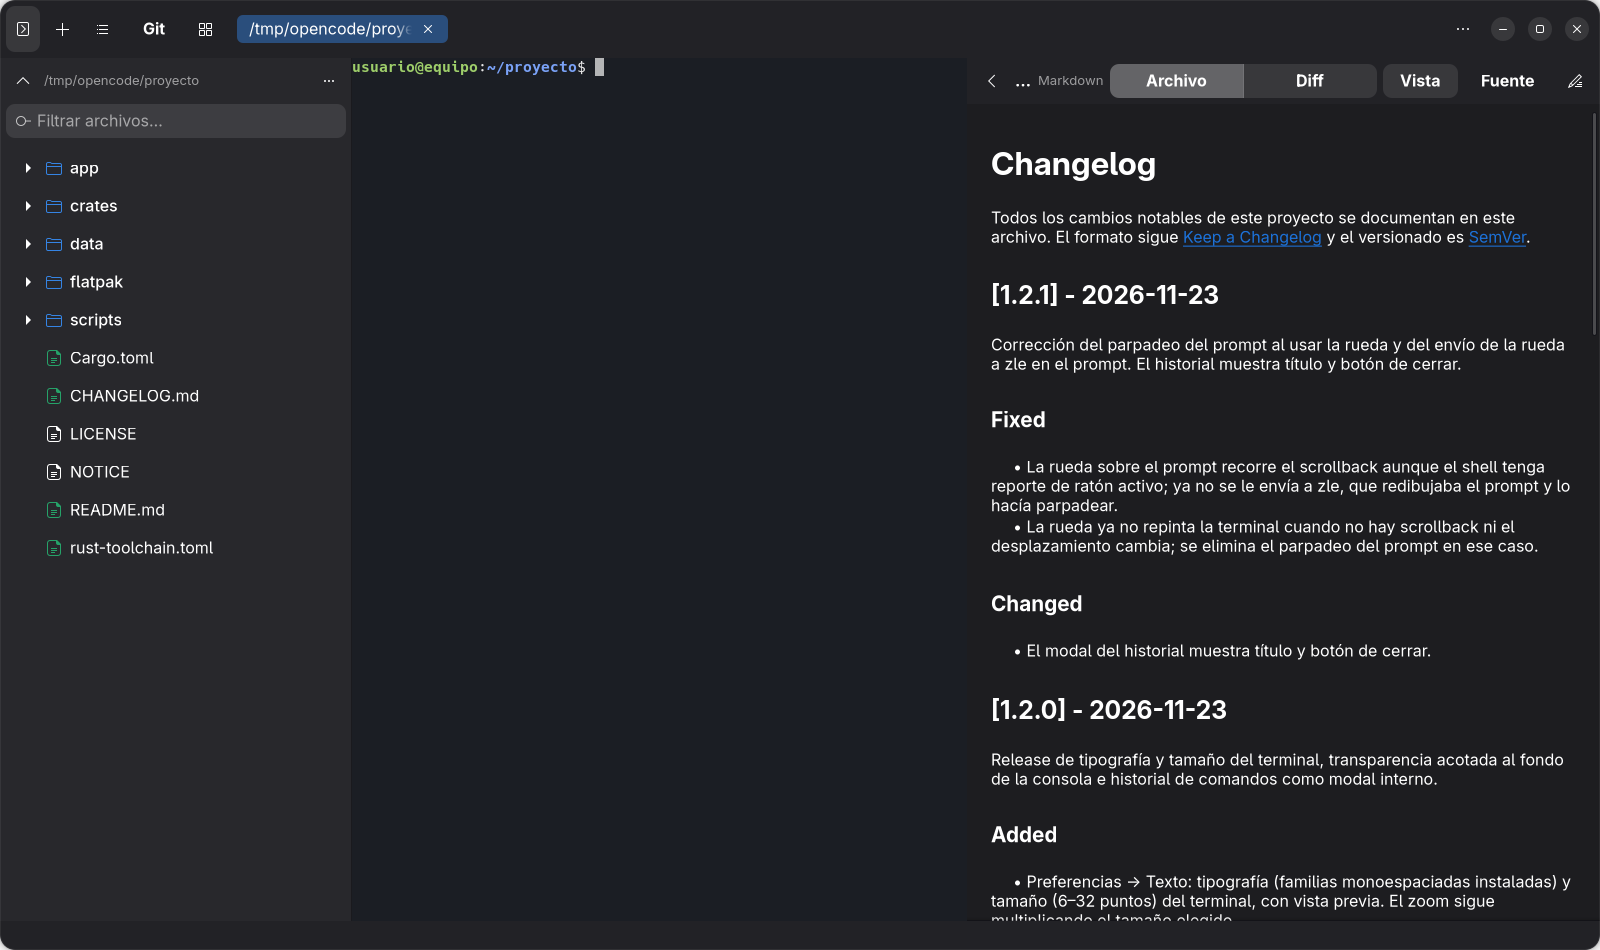 Git
/tmp/opencode/proye
/tmp/opencode/proyecto
Filtrar archivos...
app
crates
data
flatpak
scripts
Cargo.toml
CHANGELOG.md
LICENSE
NOTICE
README.md
rust-toolchain.toml
usuario@equipo:~/proyecto$
... Markdown
Archivo
Diff
Vista
Fuente
Changelog
Todos los cambios notables de este proyecto se documentan en este
archivo. El formato sigue Keep a Changelog y el versionado es SemVer.
[1.2.1] - 2026-11-23
Corrección del parpadeo del prompt al usar la rueda y del envío de la rueda
a zle en el prompt. El historial muestra título y botón de cerrar.
Fixed
• La rueda sobre el prompt recorre el scrollback aunque el shell tenga
reporte de ratón activo; ya no se le envía a zle, que redibujaba el prompt y lo
hacía parpadear.
• La rueda ya no repinta la terminal cuando no hay scrollback ni el
desplazamiento cambia; se elimina el parpadeo del prompt en ese caso.
Changed
• El modal del historial muestra título y botón de cerrar.
[1.2.0] - 2026-11-23
Release de tipografía y tamaño del terminal, transparencia acotada al fondo
de la consola e historial de comandos como modal interno.
Added
• Preferencias → Texto: tipografía (familias monoespaciadas instaladas) y
tamaño (6–32 puntos) del terminal, con vista previa. El zoom sigue
multiplicando el tamaño elegido.